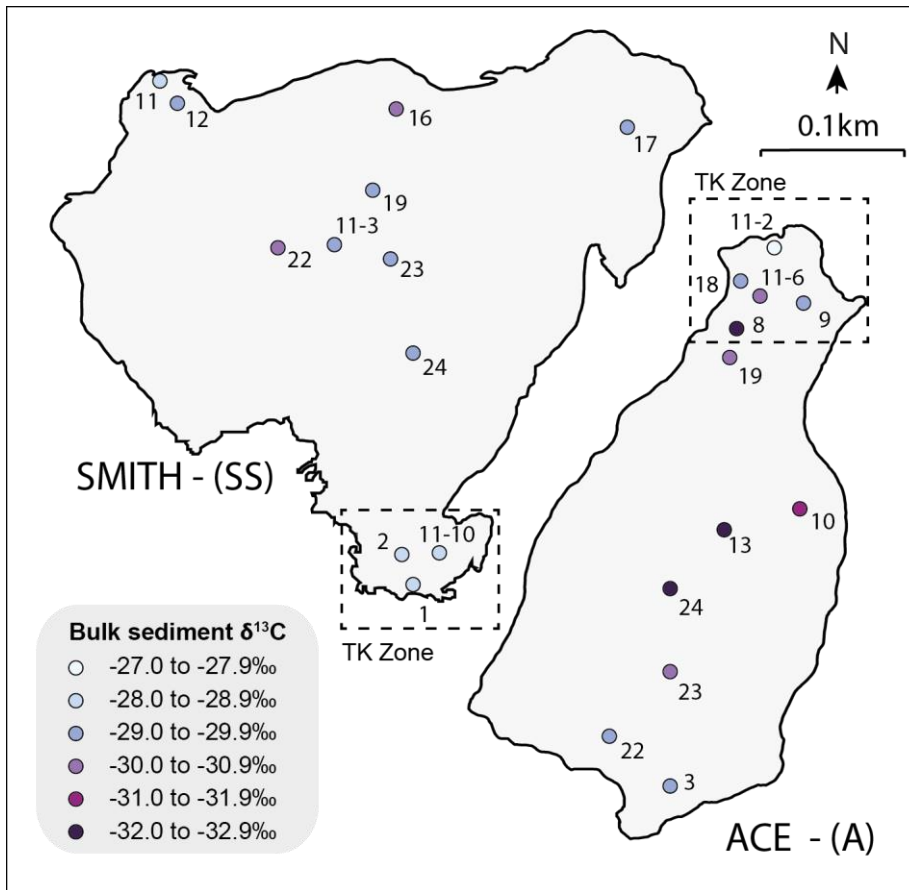 N
0.1km
11
12
16
17
19
11-3
22
23
24
SMITH - (SS)
2
11-10
1
TK Zone
TK Zone
11-2
18
11-6
8
9
19
10
13
24
23
22
3
ACE - (A)
Bulk sediment δ¹³C
-27.0 to -27.9‰
-28.0 to -28.9‰
-29.0 to -29.9‰
-30.0 to -30.9‰
-31.0 to -31.9‰
-32.0 to -32.9‰